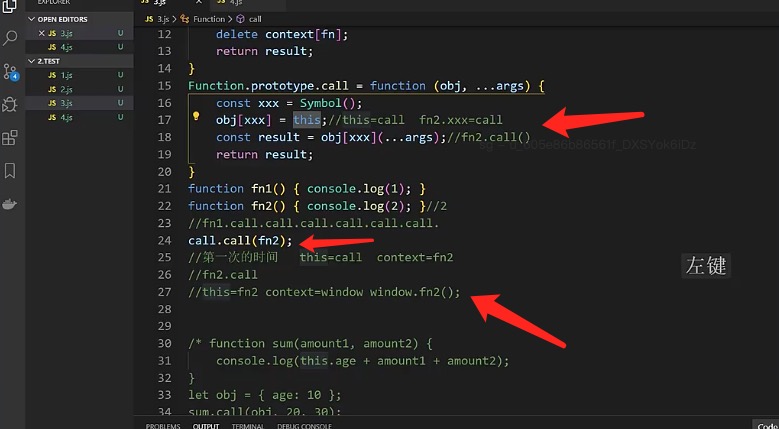 EXPLORER
OPEN EDITORS
JS 3.js U
JS 4.js U
2.TEST
JS 1.js U
JS 2.js U
JS 3.js U
JS 4.js U
4
JS 3.js
JS 4.js
JS 3.js > Function > call
12 delete context[fn];
13 return result;
14 }
15 Function.prototype.call = function (obj, ...args) {
16 const xxx = Symbol();
17 obj[xxx] = this;//this=call fn2.xxx=call
18 const result = obj[xxx](...args);//fn2.call()
19 return result;
20 }
21 function fn1() { console.log(1); }
22 function fn2() { console.log(2); }//2
23 //fn1.call.call.call.call.call.call.
24 call.call(fn2);
25 //第一次的时间 this=call context=fn2
26 //fn2.call
27 //this=fn2 context=window window.fn2();
28
30 /* function sum(amount1, amount2) {
31 console.log(this.age + amount1 + amount2);
32 }
33 let obj = { age: 10 };
34 sum.call(obj, 20, 30);
左键
PROBLEMS OUTPUT TERMINAL DEBUG CONSOLE
Code